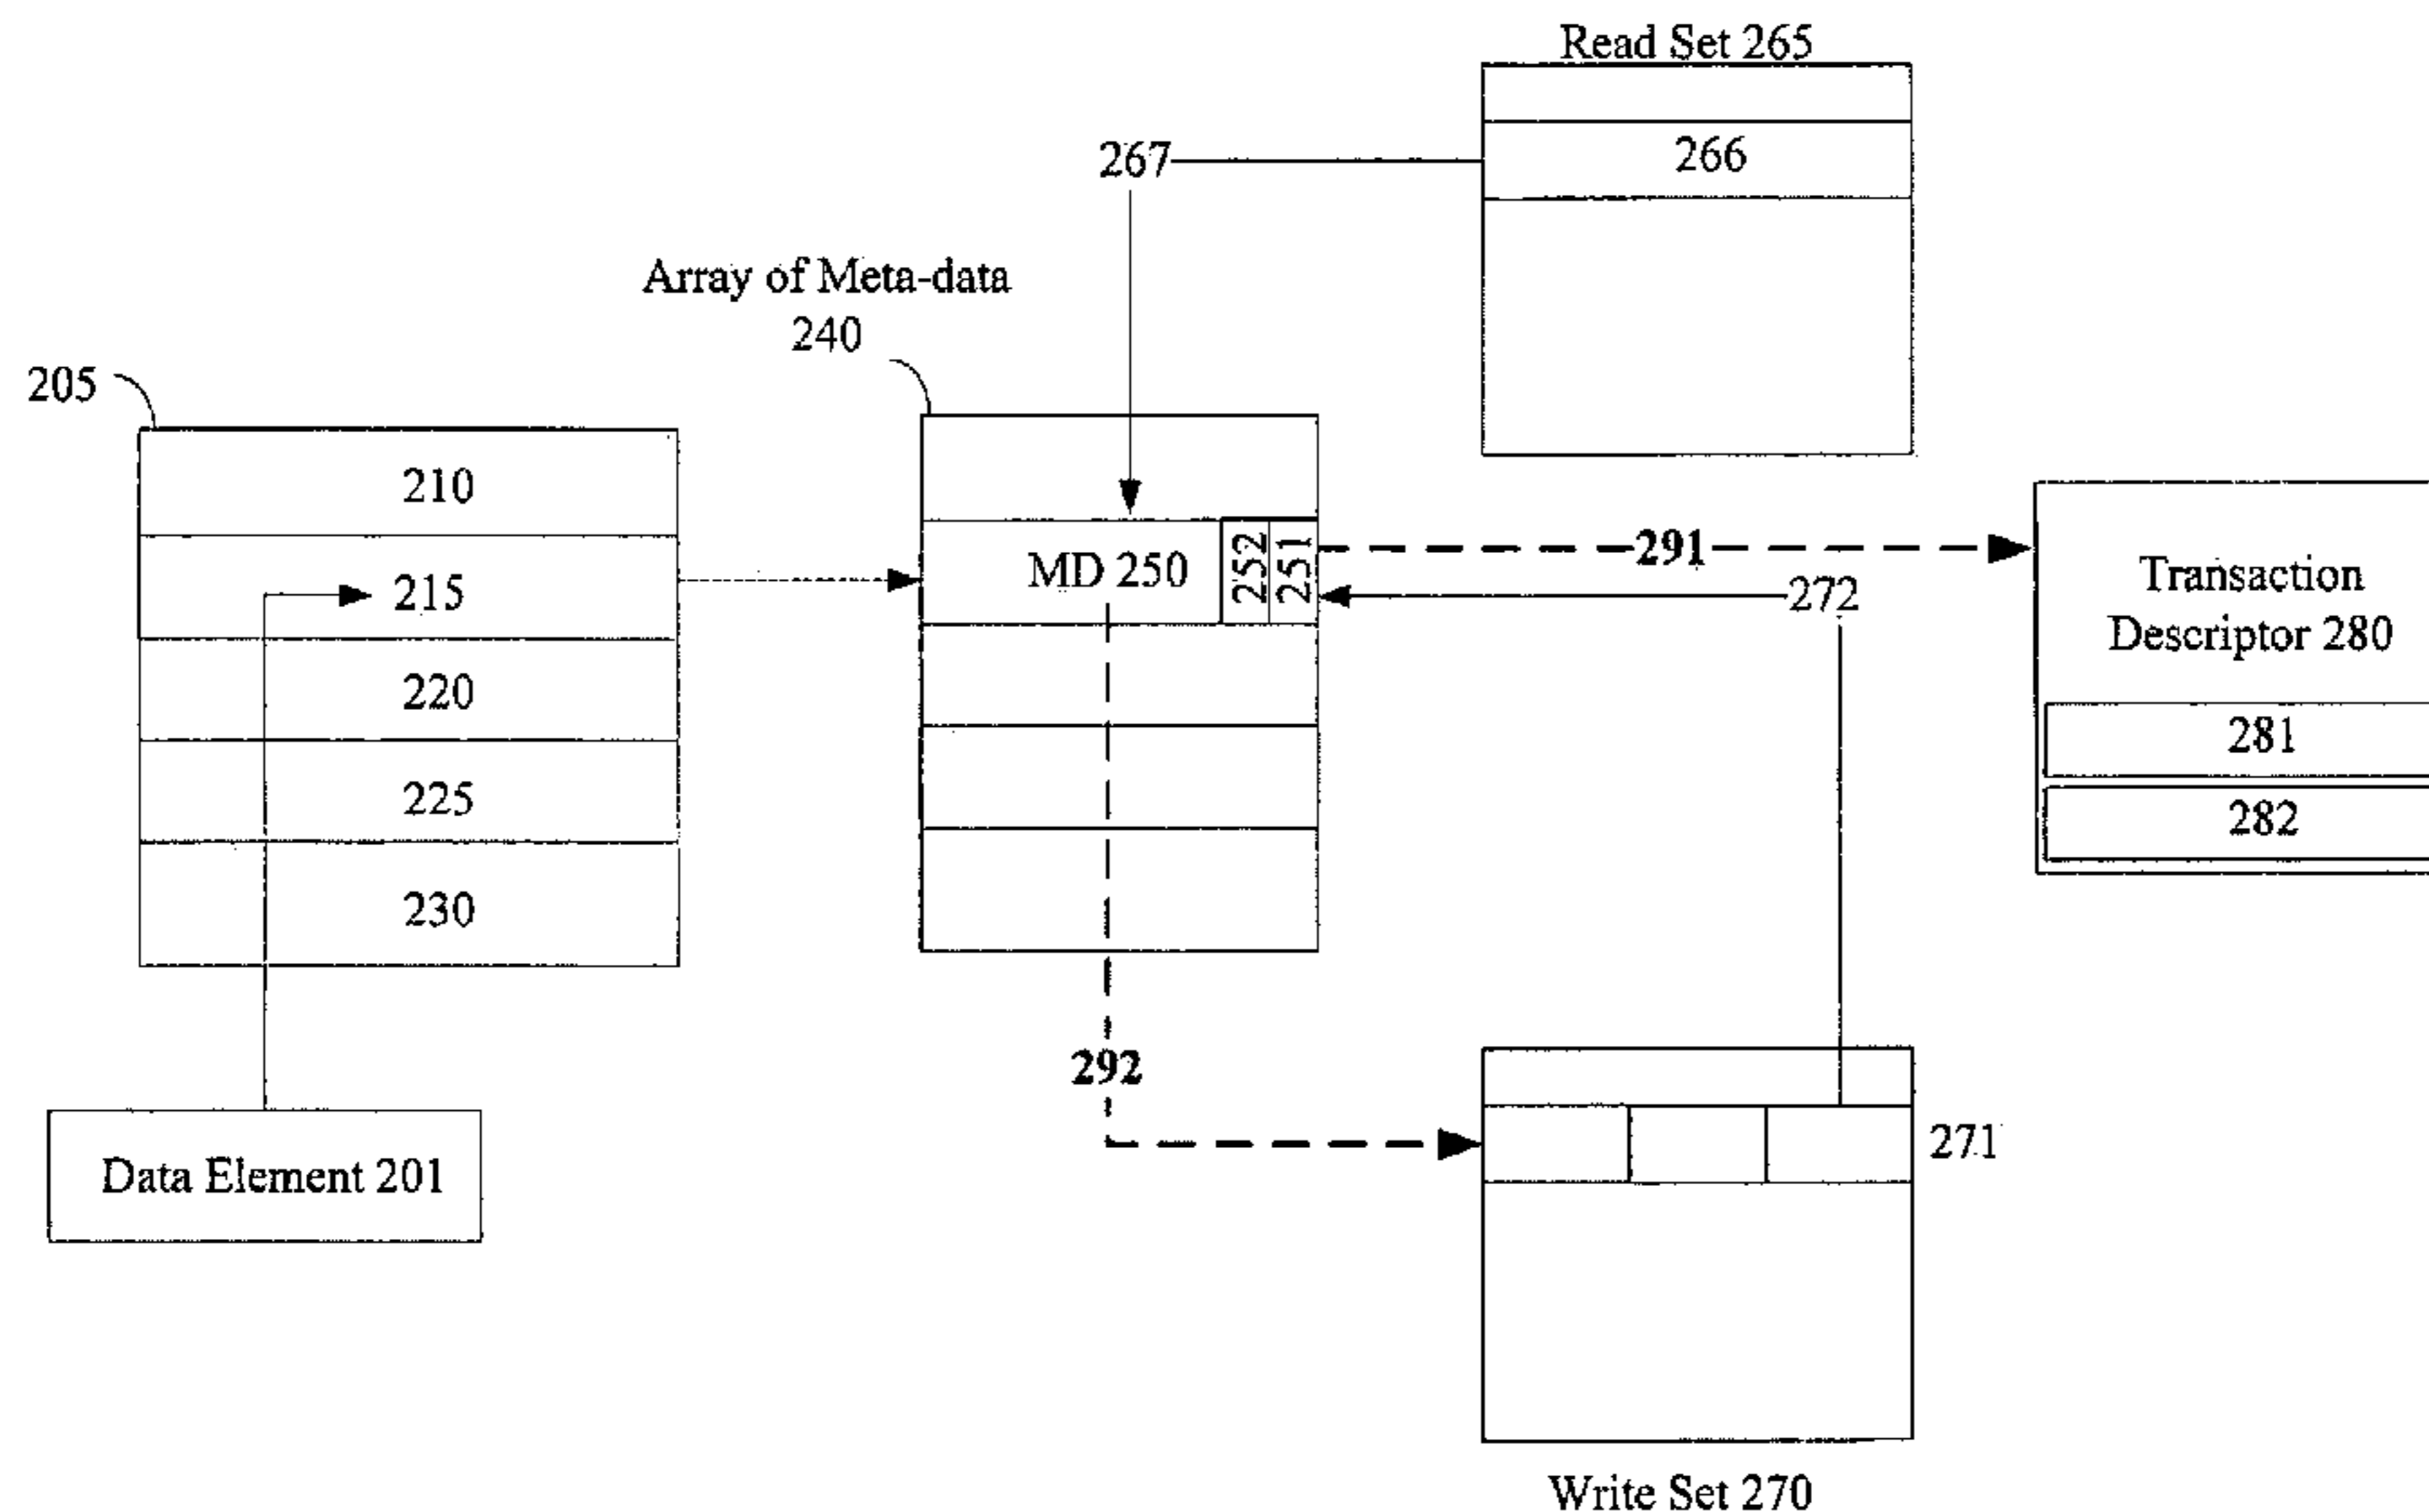 Read Set 265
266
267
Array of Meta-data
240
205
210
215
220
225
230
MD 250
252
251
291
272
Transaction
Descriptor 280
281
282
292
271
Data Element 201
Write Set 270